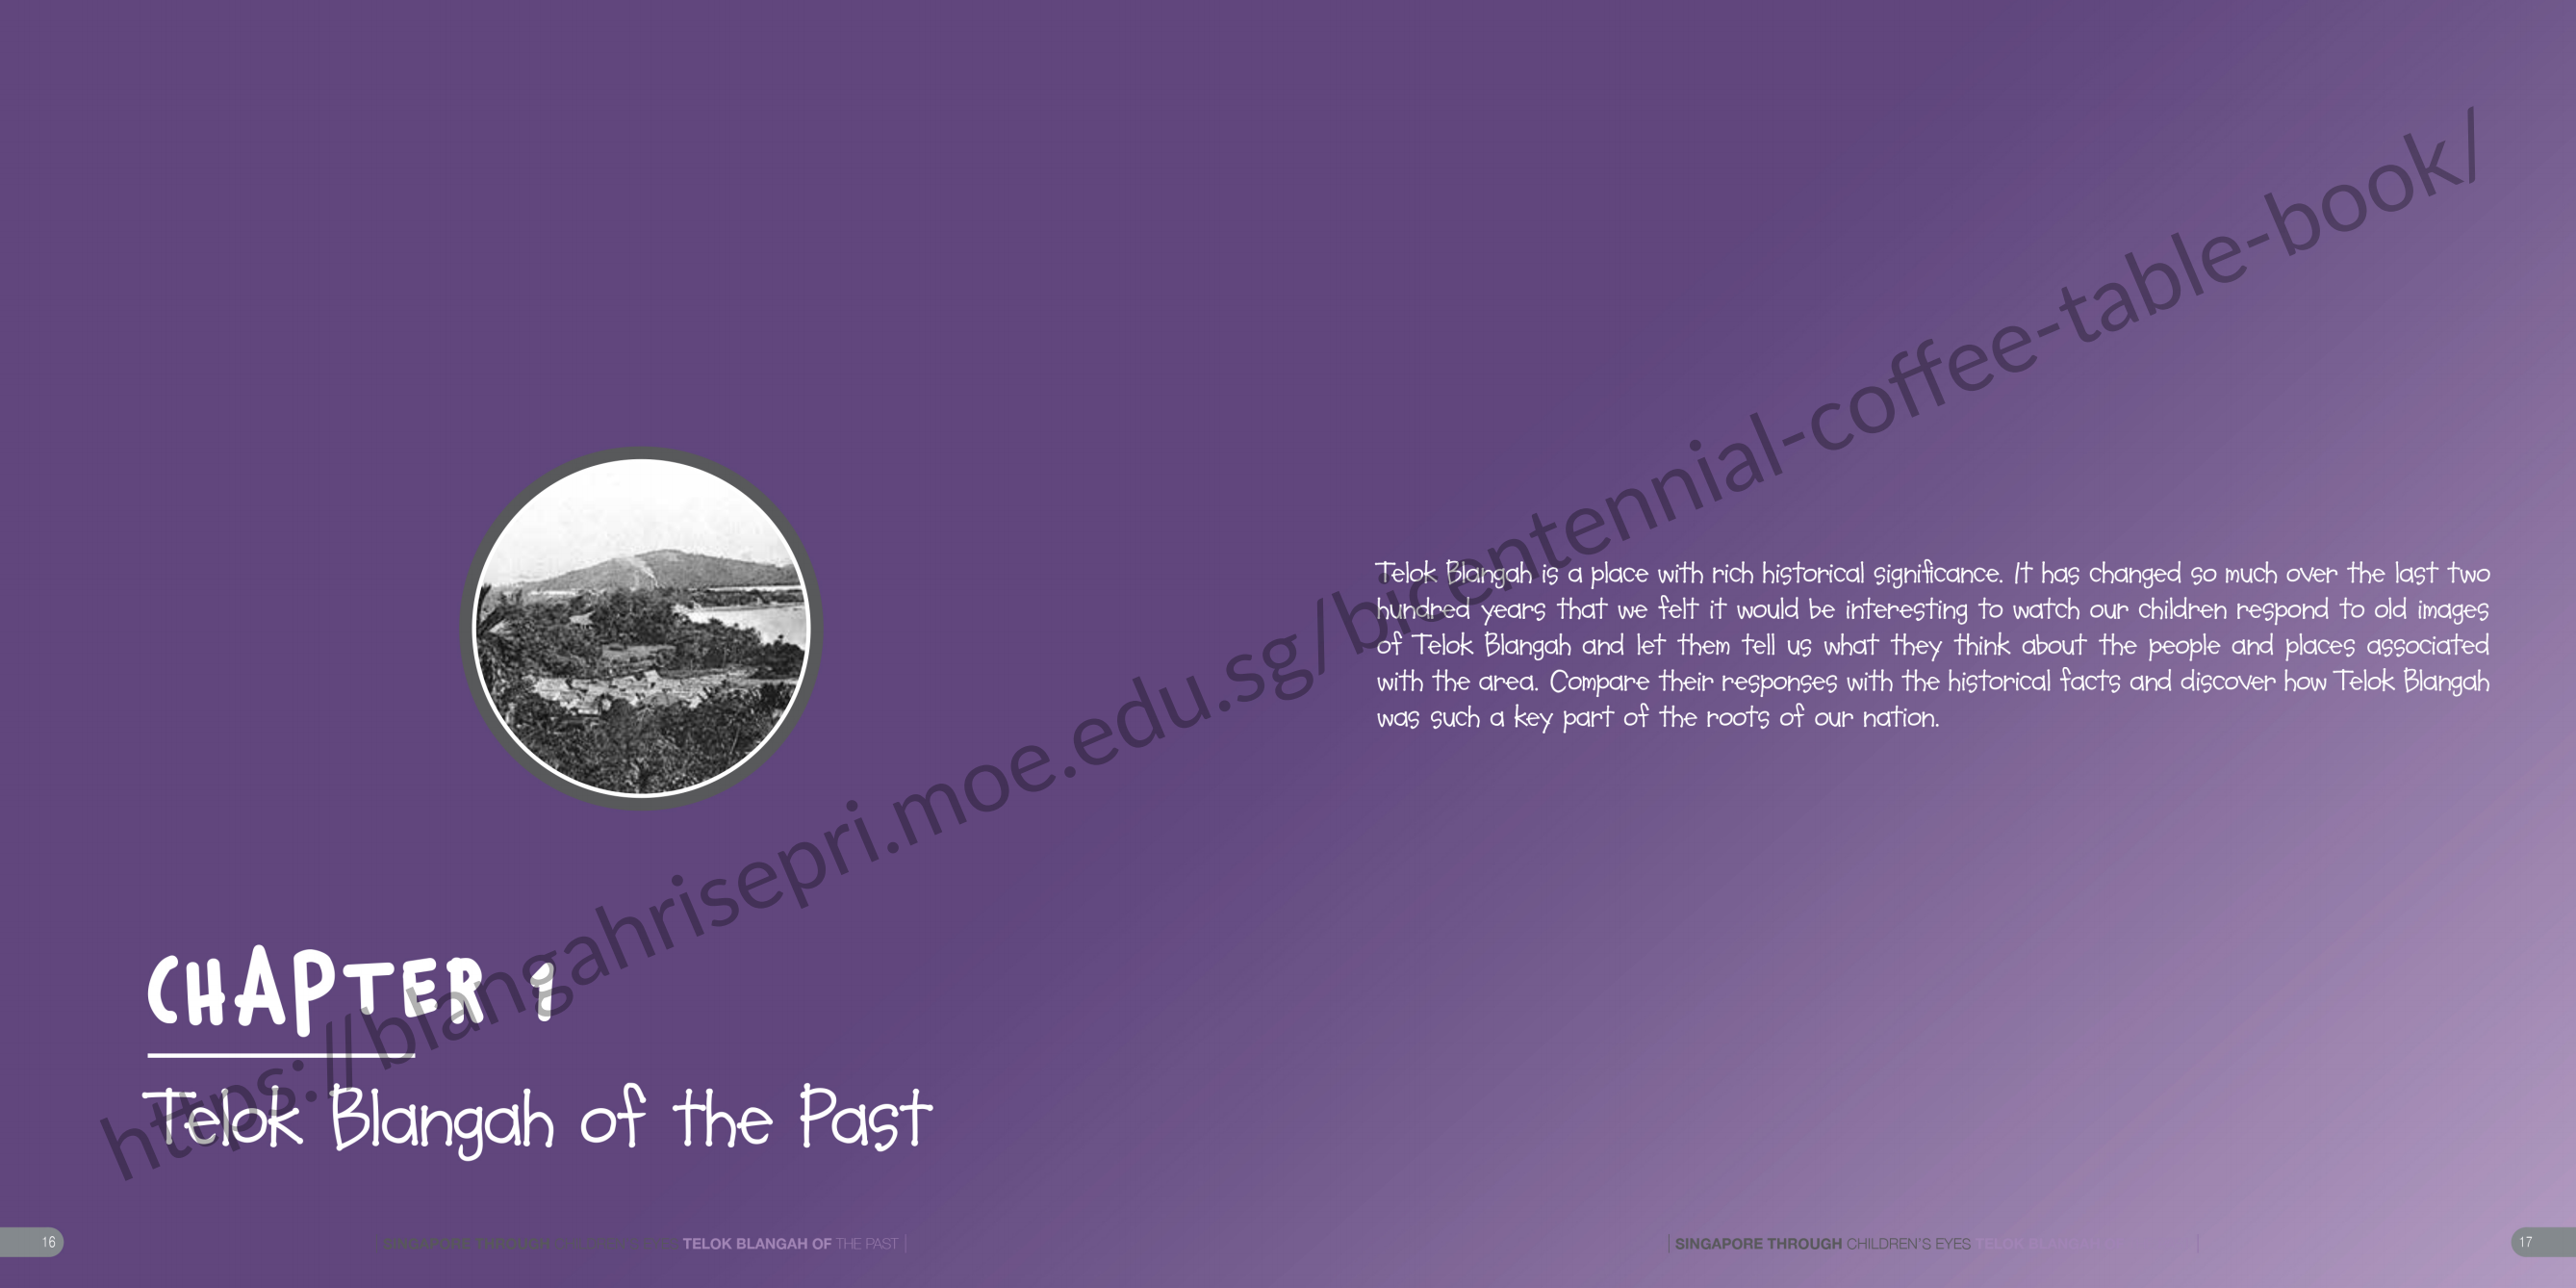 CHAPTER 1
Telok Blangah of the Past
Telok Blangah is a place with rich historical significance. It has changed so much over the last two
hundred years that we felt it would be interesting to watch our children respond to old images
of Telok Blangah and let them tell us what they think about the people and places associated
with the area. Compare their responses with the historical facts and discover how Telok Blangah
was such a key part of the roots of our nation.
https://blangahrisepri.moe.edu.sg/bicentennial-coffee-table-book/
16
| SINGAPORE THROUGH CHILDREN'S EYES TELOK BLANGAH OF THE PAST |
| SINGAPORE THROUGH CHILDREN'S EYES TELOK BLANGAH |
17